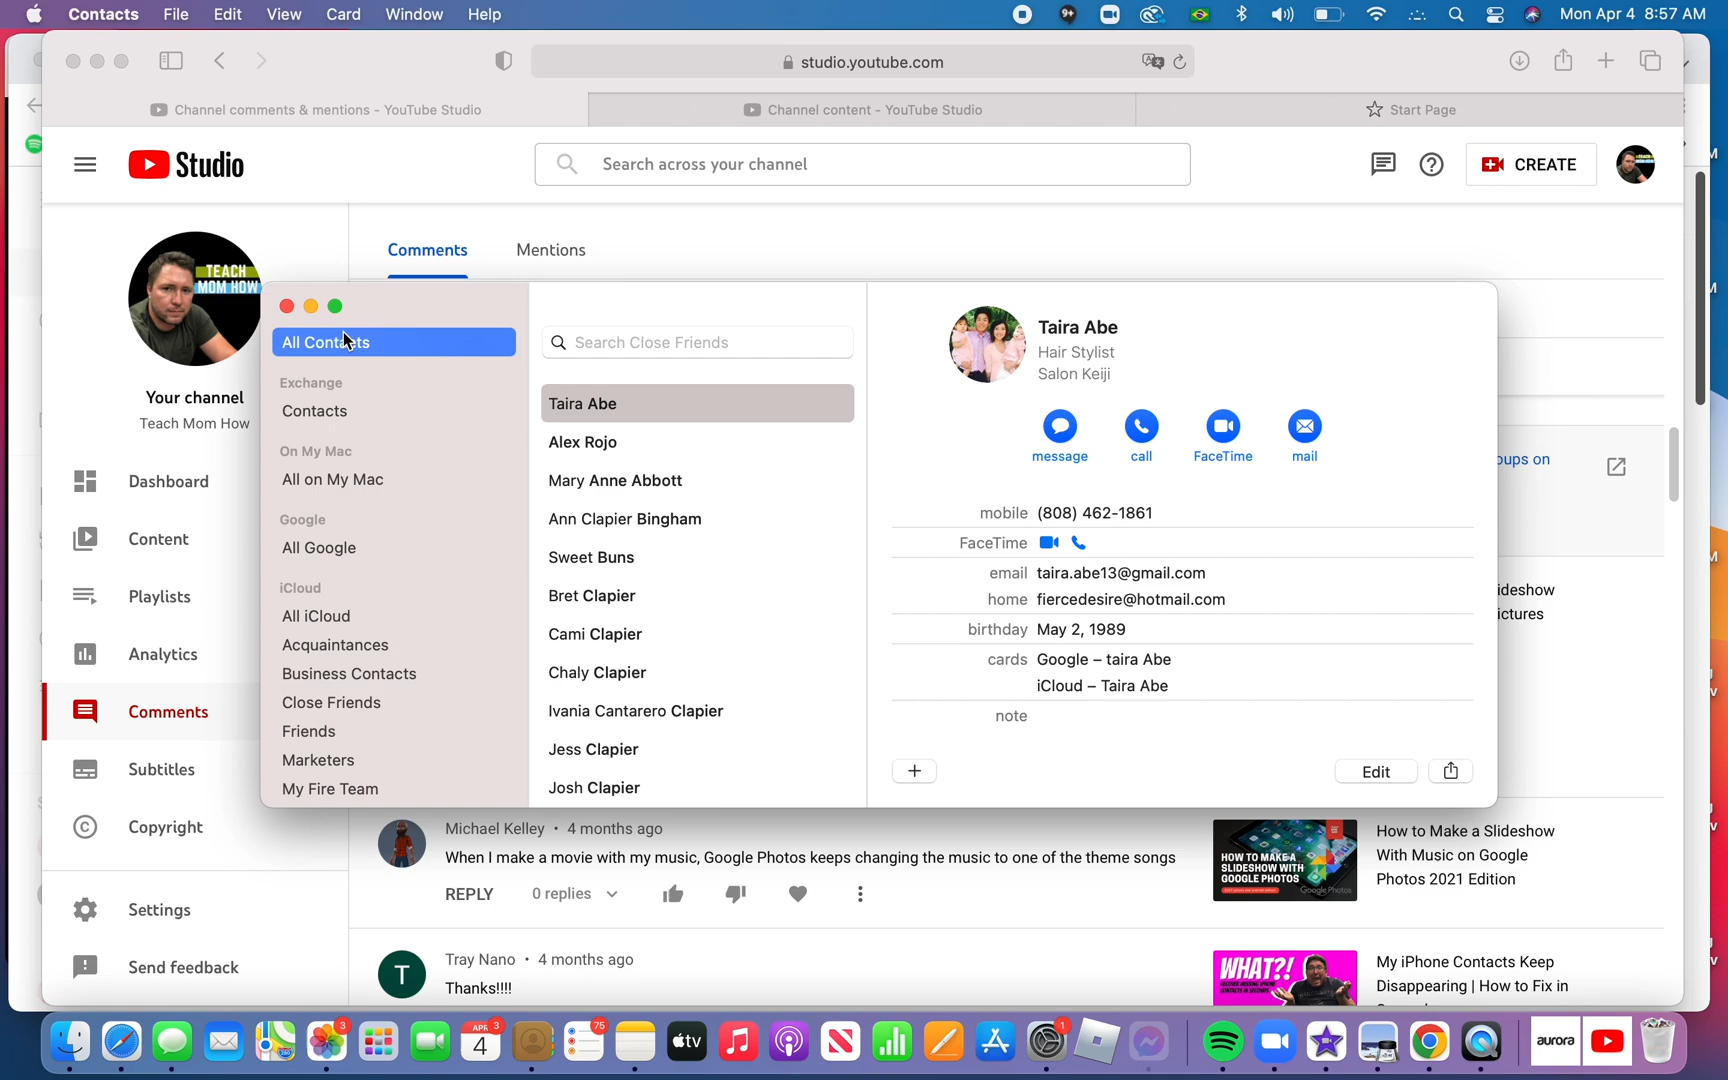 Contacts File Edit View Card Window Help
9+
Mon Apr 4 8:57 AM
studio.youtube.com
Channel comments & mentions - YouTube Studio
Channel content - YouTube Studio
Start Page
Studio
Search across your channel
CREATE
TEACH
MOM HOW
Your channel
Teach Mom How
Dashboard
Content
Playlists
Analytics
Comments
Subtitles
Copyright
Settings
Send feedback
Comments
Mentions
All Contacts
Exchange
Contacts
On My Mac
All on My Mac
Google
All Google
iCloud
All iCloud
Acquaintances
Business Contacts
Close Friends
Friends
Marketers
My Fire Team
Search Close Friends
Taira Abe
Alex Rojo
Mary Anne Abbott
Ann Clapier Bingham
Sweet Buns
Bret Clapier
Cami Clapier
Chaly Clapier
Ivania Cantarero Clapier
Jess Clapier
Josh Clapier
Taira Abe
Hair Stylist
Salon Keiji
message
call
FaceTime
mail
mobile (808) 462-1861
FaceTime
email taira.abe13@gmail.com
home fiercedesire@hotmail.com
birthday May 2, 1989
cards Google – taira Abe
iCloud – Taira Abe
note
Edit
oups on
ideshow
ictures
Michael Kelley • 4 months ago
When I make a movie with my music, Google Photos keeps changing the music to one of the theme songs
REPLY
0 replies
HOW TO MAKE A
SLIDESHOW WITH
GOOGLE PHOTOS
Google Photos
How to Make a Slideshow
With Music on Google
Photos 2021 Edition
T
Tray Nano • 4 months ago
Thanks!!!!
WHAT?!
My iPhone Contacts Keep
Disappearing | How to Fix in
3
APR
4
3
75
tv
1
aurora